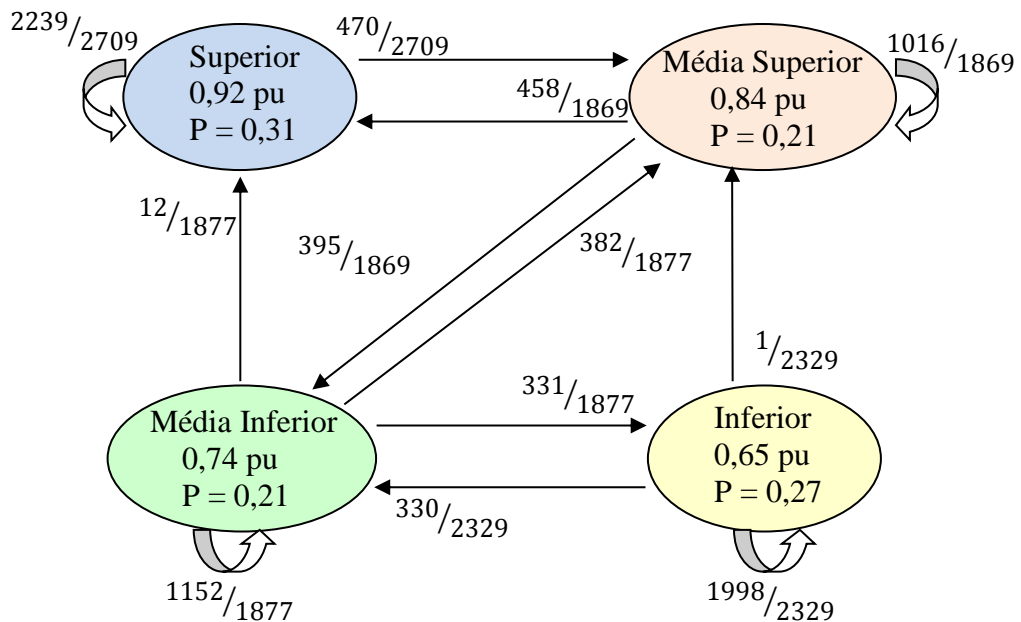 2239/2709
Superior
0,92 pu
P = 0,31
470/2709
458/1869
Média Superior
0,84 pu
P = 0,21
1016/1869
12/1877
395/1869
382/1877
1/2329
Média Inferior
0,74 pu
P = 0,21
331/1877
330/2329
Inferior
0,65 pu
P = 0,27
1152/1877
1998/2329